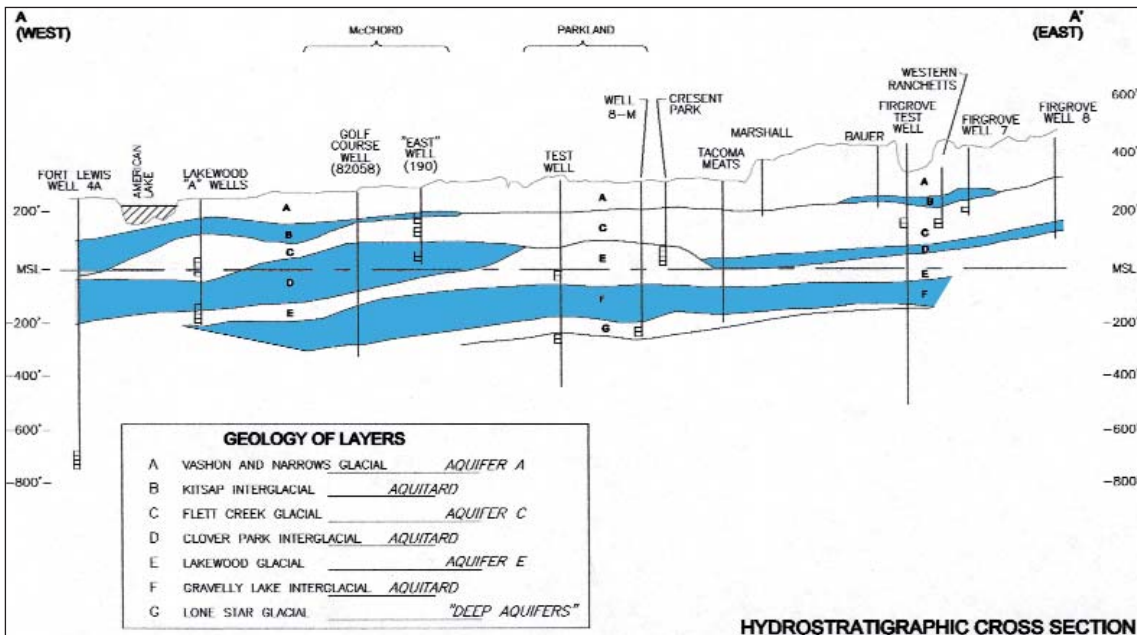 A
(WEST)
McCHORD
PARKLAND
A'
(EAST)
FORT LEWIS
WELL 4A
AMERICAN
LAKE
LAKEWOOD
"A" WELLS
GOLF
COURSE
WELL
(82058)
"EAST"
WELL
(190)
TEST
WELL
WELL
8-M
CRESENT
PARK
TACOMA
MEATS
MARSHALL
BAUER
WESTERN
RANCHETTS
FIRGROVE
TEST
WELL
FIRGROVE
WELL 7
FIRGROVE
WELL 8
600'
400'
200'
MSL
-200'
-400'
-600'
-800'
200'
MSL
-200'
-400'
-600'
-800'
A
B
C
D
E
A
C
E
F
G
A
B
C
D
E
F
GEOLOGY OF LAYERS
A VASHON AND NARROWS GLACIAL AQUIFER A
B KITSAP INTERGLACIAL AQUITARD
C FLETT CREEK GLACIAL AQUIFER C
D CLOVER PARK INTERGLACIAL AQUITARD
E LAKEWOOD GLACIAL AQUIFER E
F GRAVELLY LAKE INTERGLACIAL AQUITARD
G LONE STAR GLACIAL "DEEP AQUIFERS"
HYDROSTRATIGRAPHIC CROSS SECTION